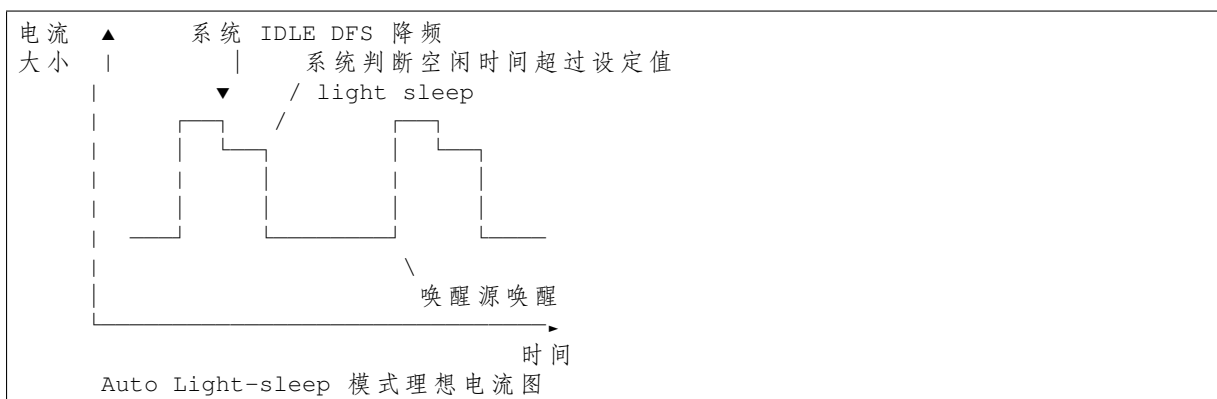 电流 ▲ 系统 IDLE DFS 降频
大小 系统判断空闲时间超过设定值
▼ / light sleep
唤醒源唤醒
时间
Auto Light-sleep 模式理想电流图